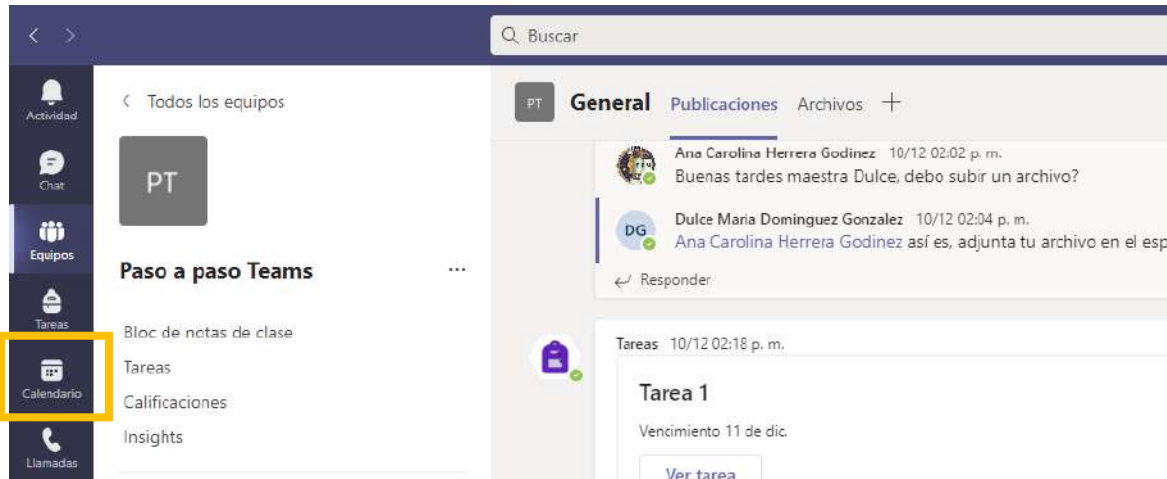 Buscar
Actividad
Chat
Equipos
Tareas
Calendario
Llamadas
Todos los equipos
PT
Paso a paso Teams
...
Bloc de notas de clase
Tareas
Calificaciones
Insights
PT General Publicaciones Archivos
Ana Carolina Herrera Godinez 10/12 02:02 p. m.
Buenas tardes maestra Dulce, debo subir un archivo?
DG Dulce Maria Dominguez Gonzalez 10/12 02:04 p. m.
Ana Carolina Herrera Godinez así es, adjunta tu archivo en el esp
Responder
Tareas 10/12 02:18 p. m.
Tarea 1
Vencimiento 11 de dic.
Ver tarea